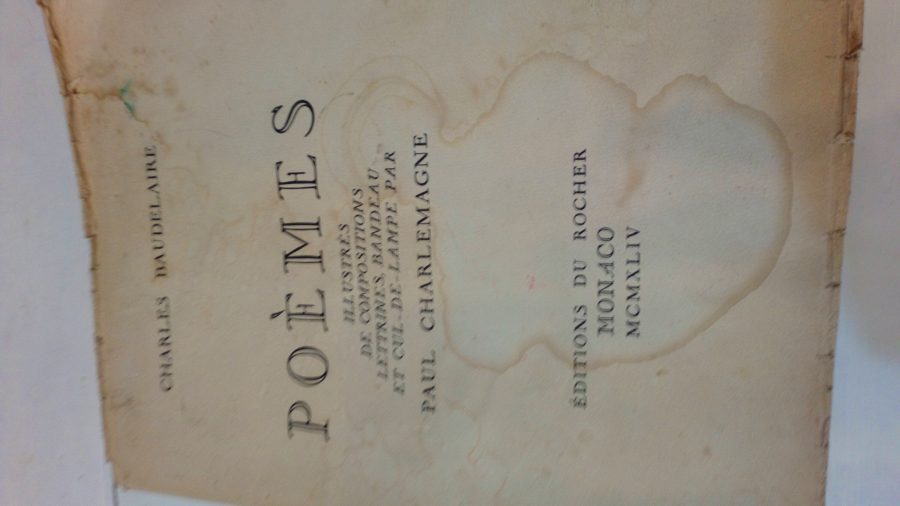 CHARLES BAUDELAIRE
POÈMES
ILLUSTRÉS
DE COMPOSITIONS
LETTRINES, BANDEAU
ET CUL-DE-LAMPE PAR
PAUL CHARLEMAGNE
ÉDITIONS DU ROCHER
MONACO
MCMXLIV